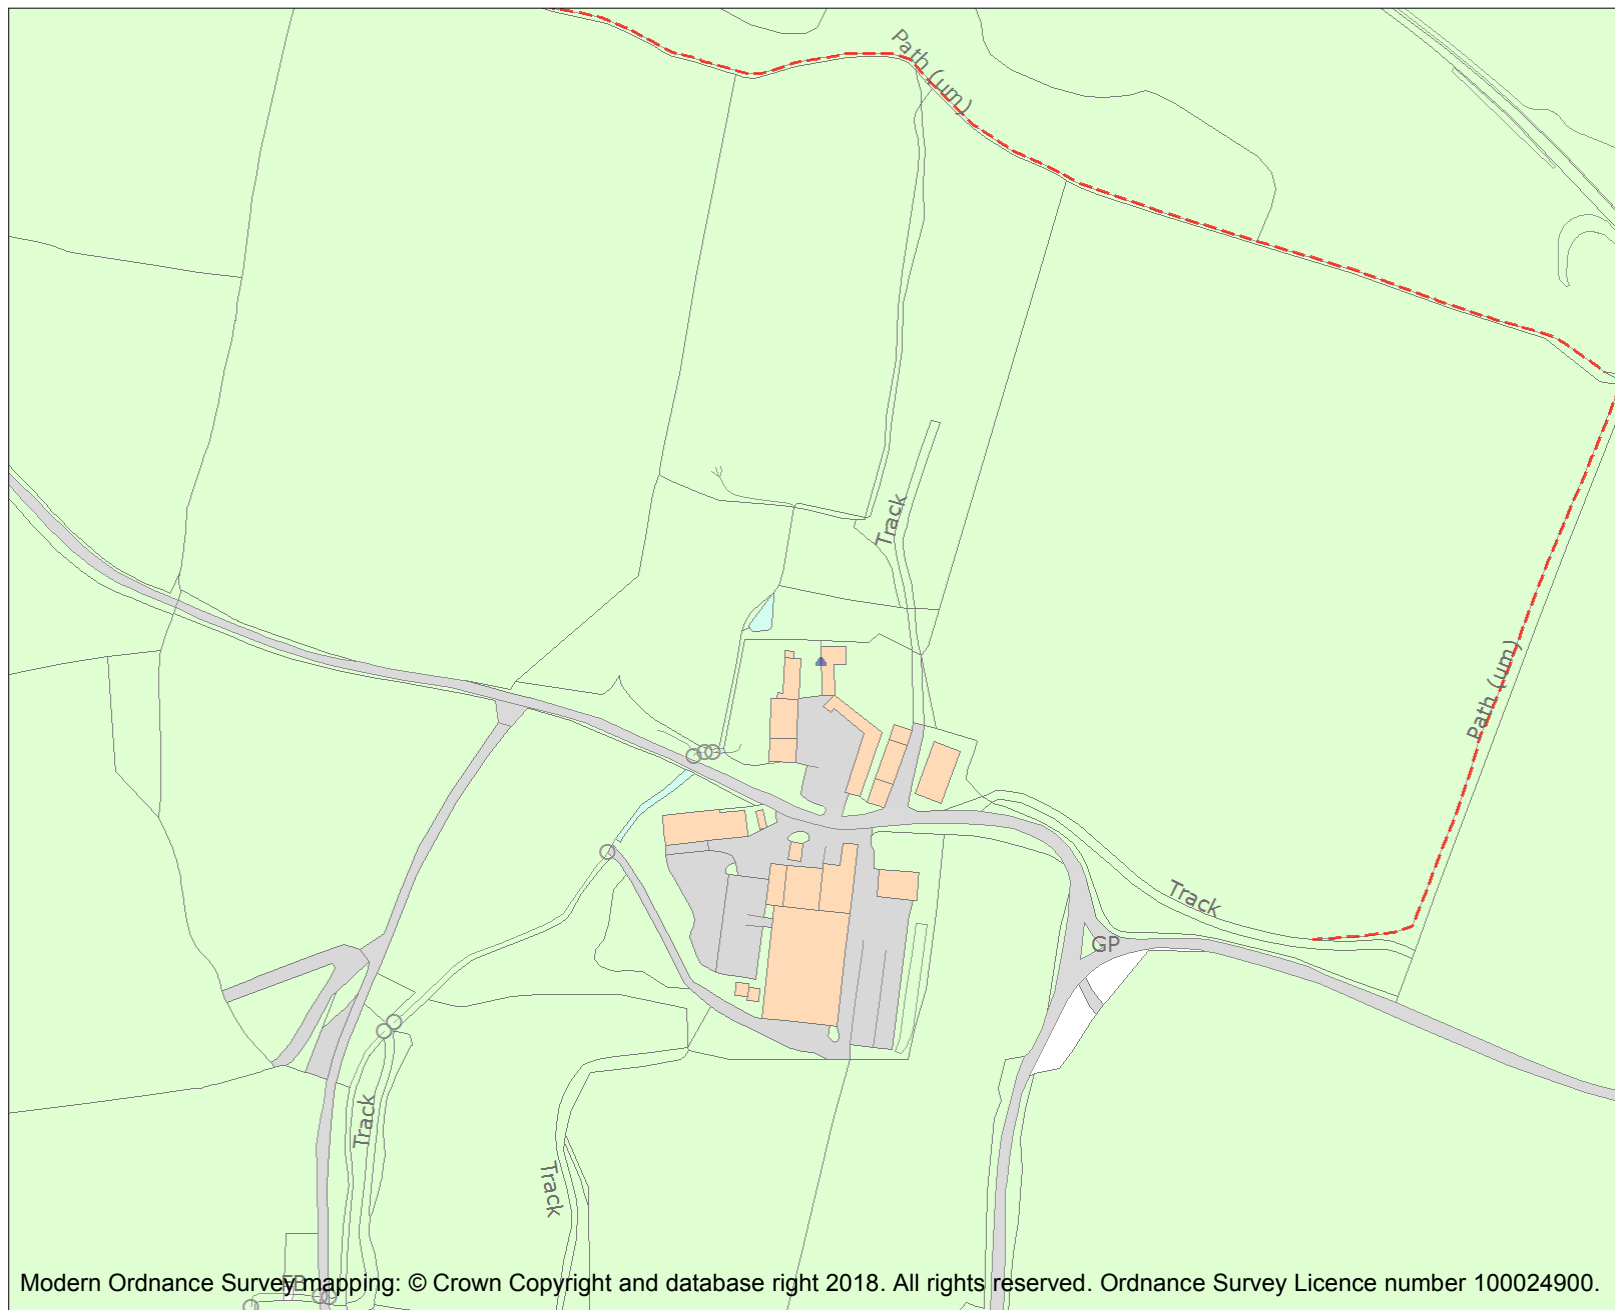 Path (um)
Track
Path (um)
Track
GP
Track
Track
FB
Modern Ordnance Survey mapping: © Crown Copyright and database right 2018. All rights reserved. Ordnance Survey Licence number 100024900.